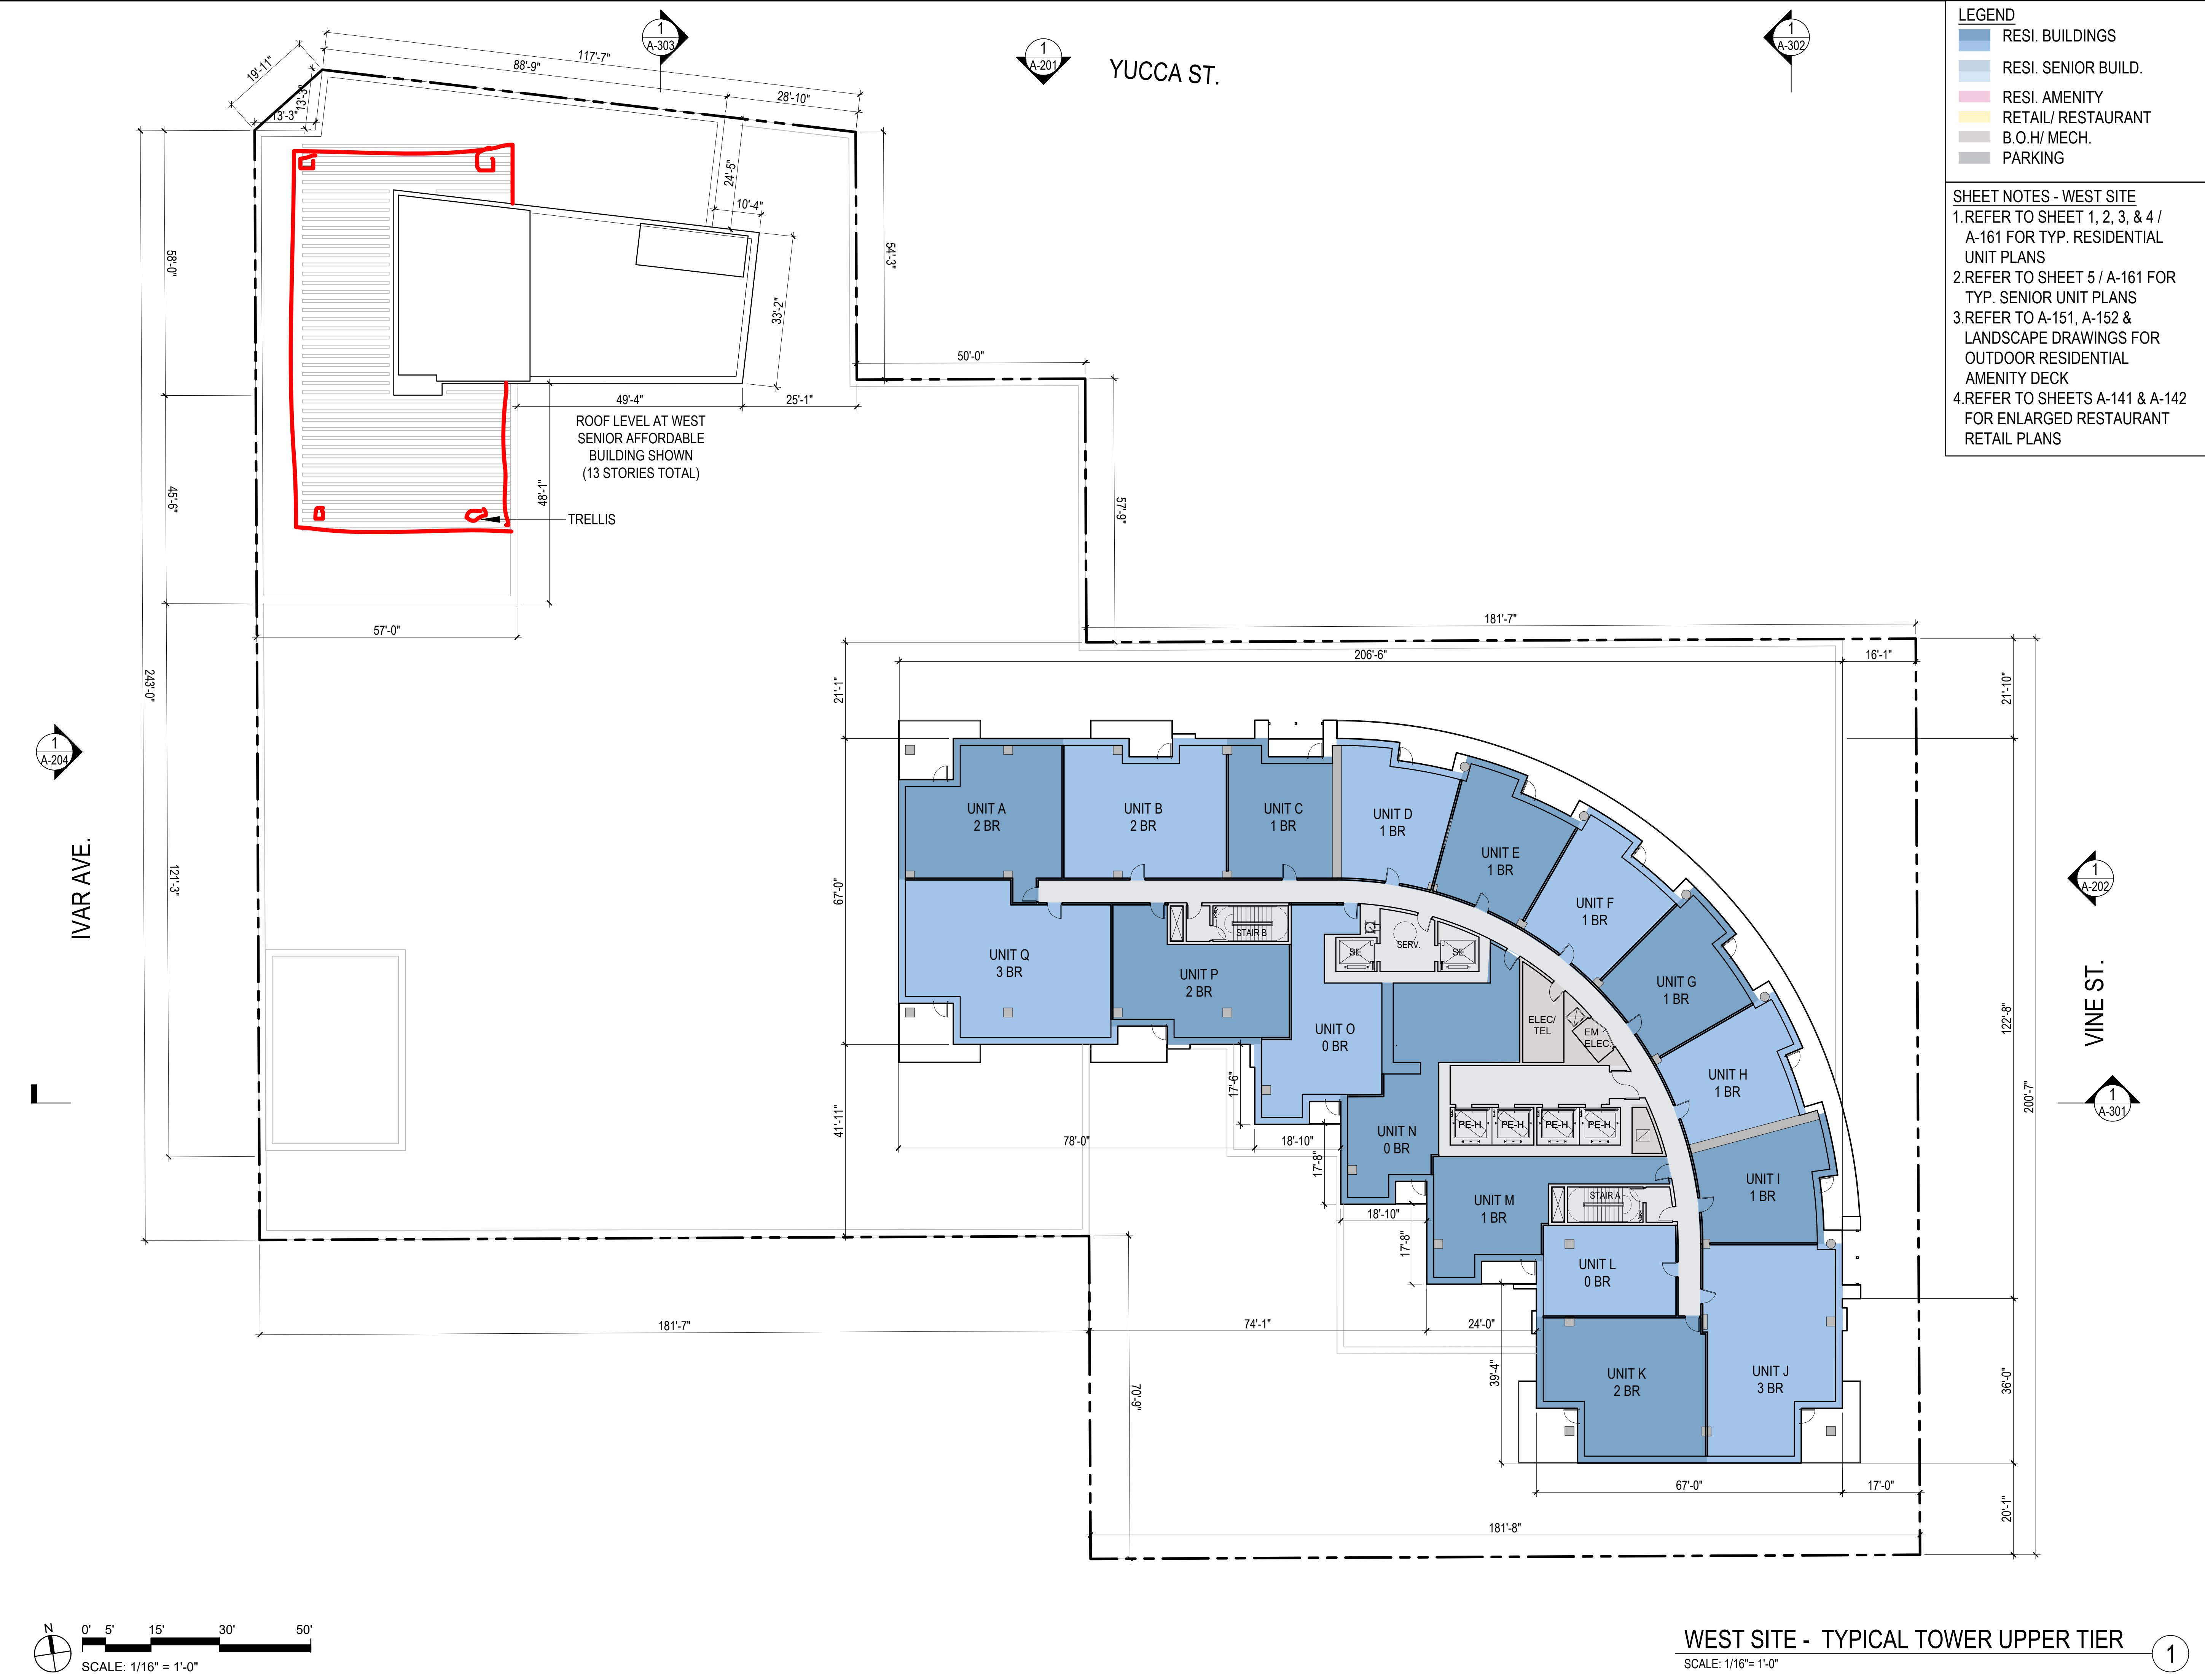 1
A-303
1
A-201
YUCCA ST.
1
A-302
LEGEND
RESI. BUILDINGS
RESI. SENIOR BUILD.
RESI. AMENITY
RETAIL/ RESTAURANT
B.O.H/ MECH.
PARKING
SHEET NOTES - WEST SITE
1.REFER TO SHEET 1, 2, 3, & 4 /
A-161 FOR TYP. RESIDENTIAL
UNIT PLANS
2.REFER TO SHEET 5 / A-161 FOR
TYP. SENIOR UNIT PLANS
3.REFER TO A-151, A-152 &
LANDSCAPE DRAWINGS FOR
OUTDOOR RESIDENTIAL
AMENITY DECK
4.REFER TO SHEETS A-141 & A-142
FOR ENLARGED RESTAURANT
RETAIL PLANS
19'-11"
117'-7"
88'-9"
28'-10"
13'-3"
13'-3"
24'-5"
10'-4"
58'-0"
54'-3"
33'-2"
50'-0"
49'-4"
25'-1"
ROOF LEVEL AT WEST
SENIOR AFFORDABLE
BUILDING SHOWN
(13 STORIES TOTAL)
45'-6"
48'-1"
TRELLIS
57'-9"
57'-0"
181'-7"
206'-6"
16'-1"
243'-0"
21'-1"
21'-10"
1
A-204
IVAR AVE.
121'-3"
67'-0"
41'-11"
UNIT A
2 BR
UNIT B
2 BR
UNIT C
1 BR
UNIT D
1 BR
UNIT E
1 BR
UNIT F
1 BR
UNIT G
1 BR
UNIT H
1 BR
UNIT I
1 BR
UNIT J
3 BR
UNIT K
2 BR
UNIT L
0 BR
UNIT M
1 BR
UNIT N
0 BR
UNIT O
0 BR
UNIT P
2 BR
UNIT Q
3 BR
STAIR B
SE
SERV.
SE
ELEC/
TEL
EM
ELEC
PE-H
PE-H
PE-H
PE-H
STAIR A
1
A-202
VINE ST.
122'-8"
1
A-301
200'-7"
17'-6"
78'-0"
18'-10"
17'-8"
18'-10"
17'-8"
181'-7"
74'-1"
24'-0"
39'-4"
70'-9"
36'-0"
67'-0"
17'-0"
20'-1"
181'-8"
N
0' 5' 15' 30' 50'
SCALE: 1/16" = 1'-0"
WEST SITE - TYPICAL TOWER UPPER TIER
1
SCALE: 1/16"= 1'-0"